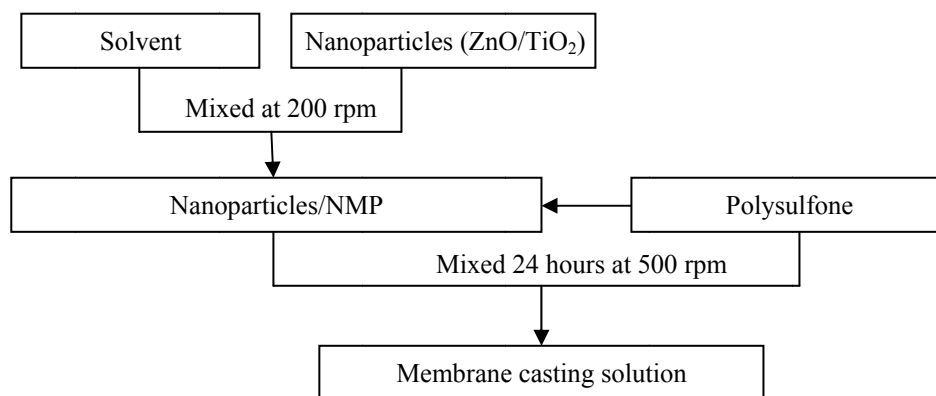 Solvent
Nanoparticles (ZnO/TiO₂)
Mixed at 200 rpm
Nanoparticles/NMP
Polysulfone
Mixed 24 hours at 500 rpm
Membrane casting solution